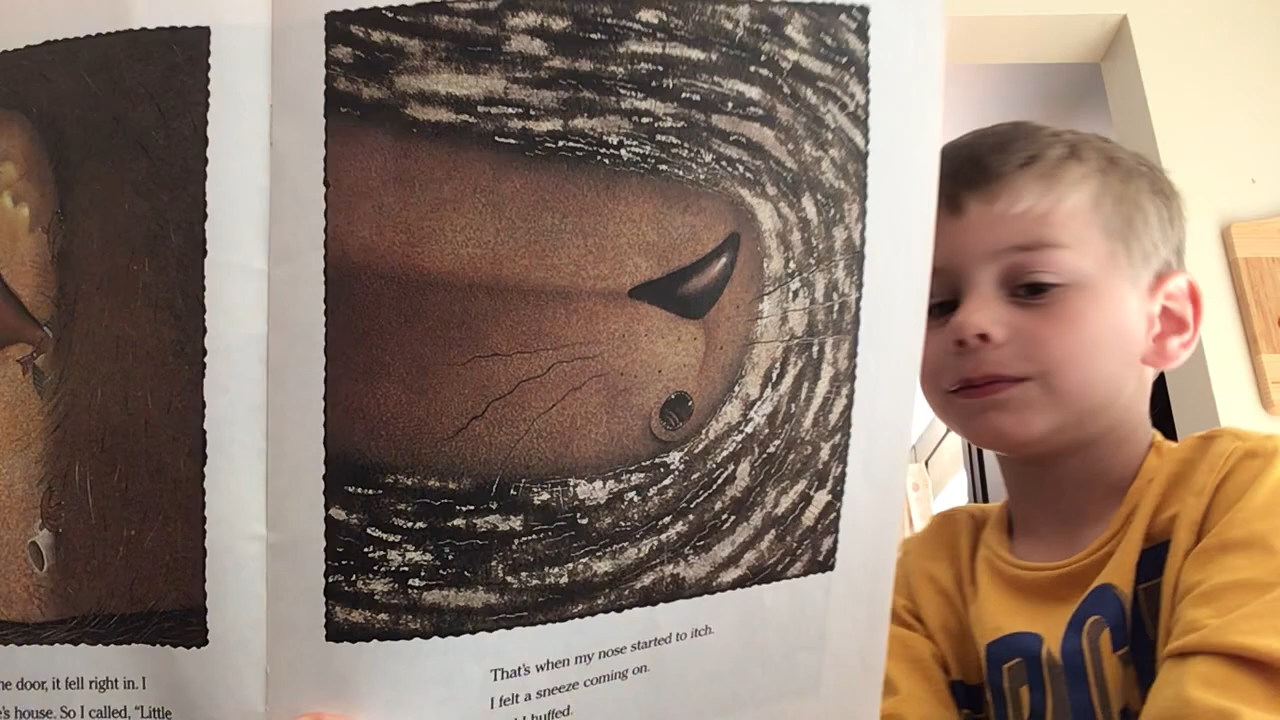 he door, it fell right in. I
's house. So I called, "Little
That's when my nose started to itch.
I felt a sneeze coming on.
I huffed.